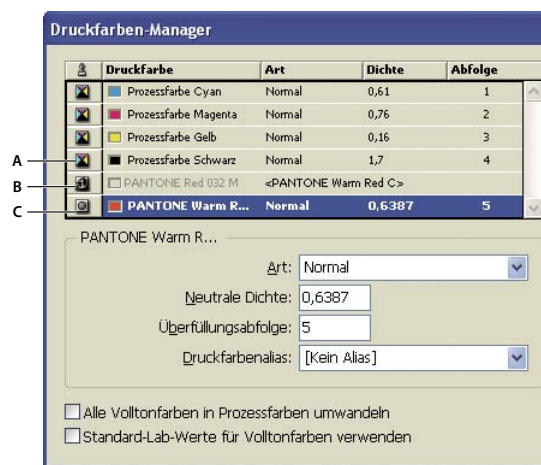 Druckfarben-Manager
Druckfarbe Art Dichte Abfolge
Prozessfarbe Cyan Normal 0,61 1
Prozessfarbe Magenta Normal 0,76 2
Prozessfarbe Gelb Normal 0,16 3
A Prozessfarbe Schwarz Normal 1,7 4
B PANTONE Red 032 M <PANTONE Warm Red C>
C PANTONE Warm R... Normal 0,6387 5
PANTONE Warm R...
Art: Normal
Neutrale Dichte: 0,6387
Überfüllungsabfolge: 5
Druckfarbenalias: [Kein Alias]
Alle Volltonfarben in Prozessfarben umwandeln
Standard-Lab-Werte für Volltonfarben verwenden